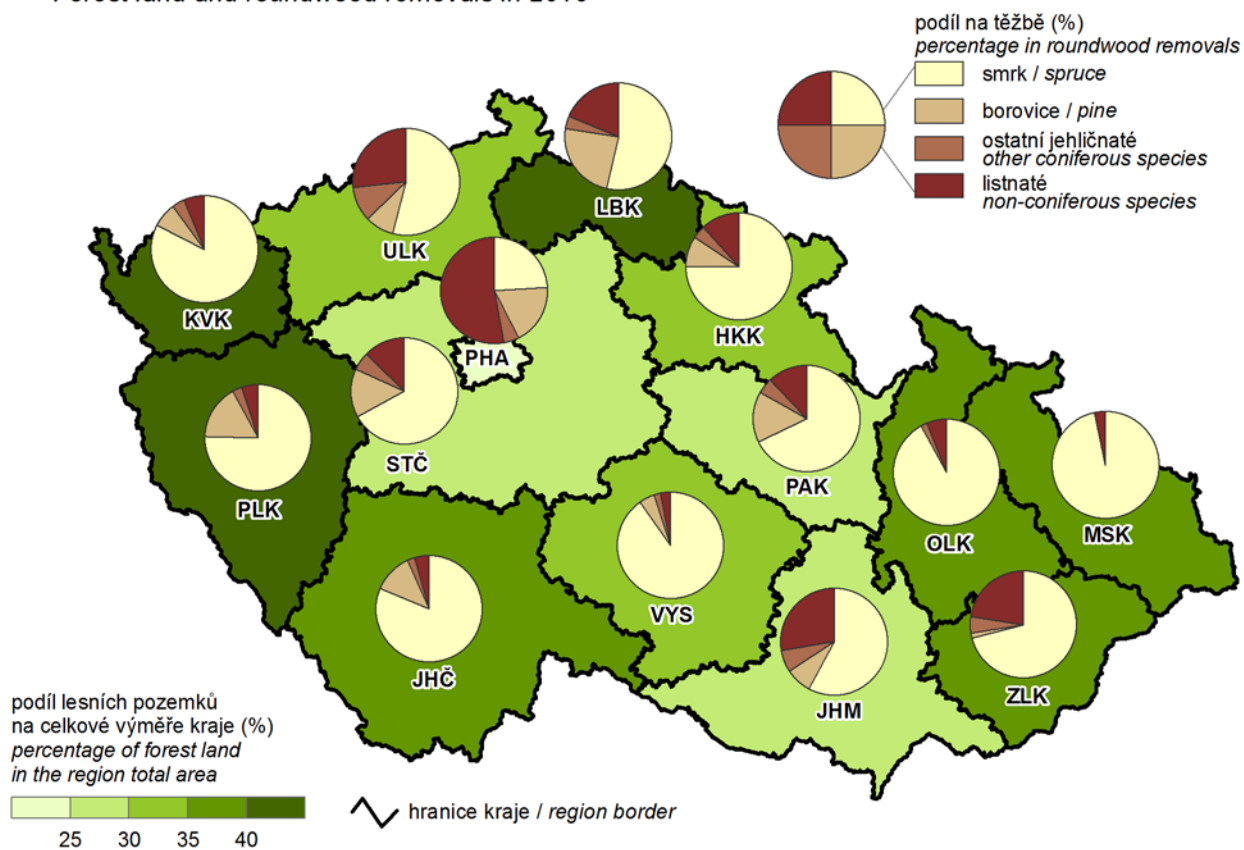 podíl na těžbě (%)
percentage in roundwood removals
smrk / spruce
borovice / pine
ostatní jehličnaté
other coniferous species
listnaté
non-coniferous species
LBK
ULK
KVK
HKK
PHA
STČ
PLK
PAK
OLK
MSK
VYS
JHČ
JHM
ZLK
podíl lesních pozemků
na celkové výměře kraje (%)
percentage of forest land
in the region total area
25 30 35 40
hranice kraje / region border